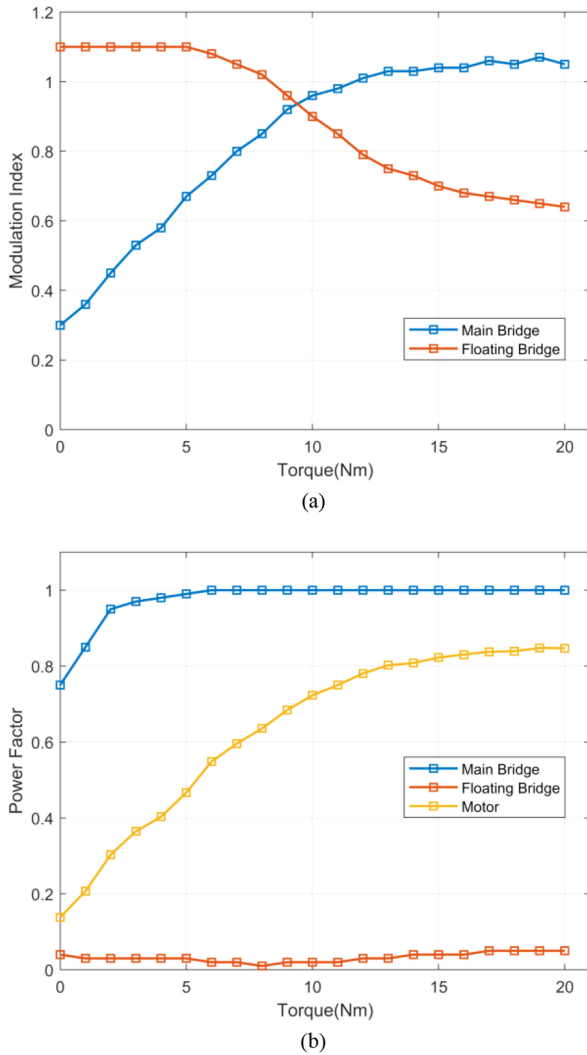 1.2
1
0.8
0.6
0.4
0.2
0
Modulation Index
Main Bridge
Floating Bridge
0 5 10 15 20
Torque(Nm)
(a)
1
0.8
0.6
0.4
0.2
0
Power Factor
Main Bridge
Floating Bridge
Motor
0 5 10 15 20
Torque(Nm)
(b)